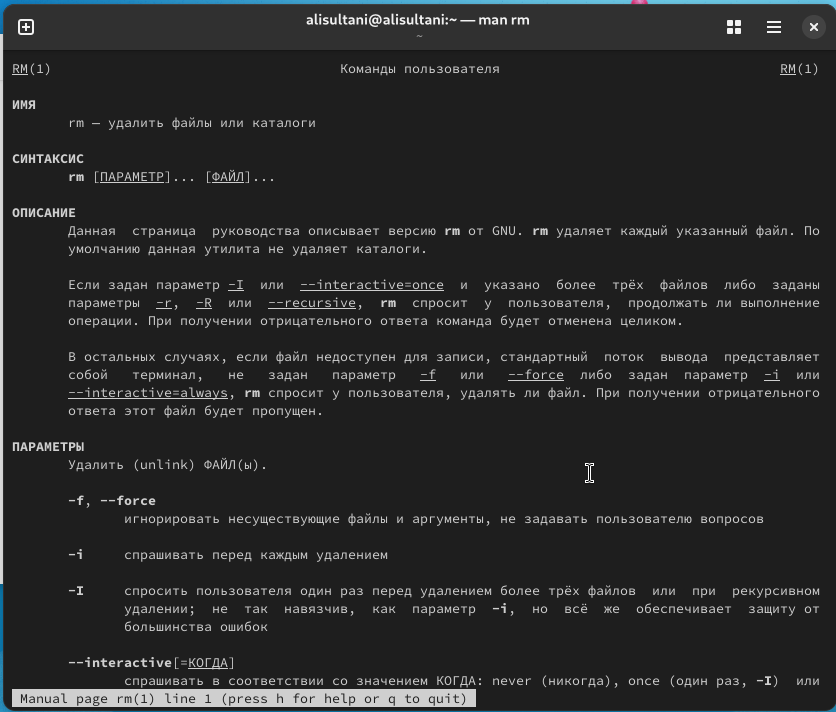 alisultani@alisultani:~ — man rm
~
RM(1) Команды пользователя RM(1)
ИМЯ
rm — удалить файлы или каталоги
СИНТАКСИС
rm [ПАРАМЕТР]... [ФАЙЛ]...
ОПИСАНИЕ
Данная страница руководства описывает версию rm от GNU. rm удаляет каждый указанный файл. По
умолчанию данная утилита не удаляет каталоги.
Если задан параметр -I или --interactive=once и указано более трёх файлов либо заданы
параметры -r, -R или --recursive, rm спросит у пользователя, продолжать ли выполнение
операции. При получении отрицательного ответа команда будет отменена целиком.
В остальных случаях, если файл недоступен для записи, стандартный поток вывода представляет
собой терминал, не задан параметр -f или --force либо задан параметр -i или
--interactive=always, rm спросит у пользователя, удалять ли файл. При получении отрицательного
ответа этот файл будет пропущен.
ПАРАМЕТРЫ
Удалить (unlink) ФАЙЛ(ы).
-f, --force
игнорировать несуществующие файлы и аргументы, не задавать пользователю вопросов
-i спрашивать перед каждым удалением
-I спросить пользователя один раз перед удалением более трёх файлов или при рекурсивном
удалении; не так навязчив, как параметр -i, но всё же обеспечивает защиту от
большинства ошибок
--interactive[=КОГДА]
спрашивать в соответствии со значением КОГДА: never (никогда), once (один раз, -I) или
Manual page rm(1) line 1 (press h for help or q to quit)